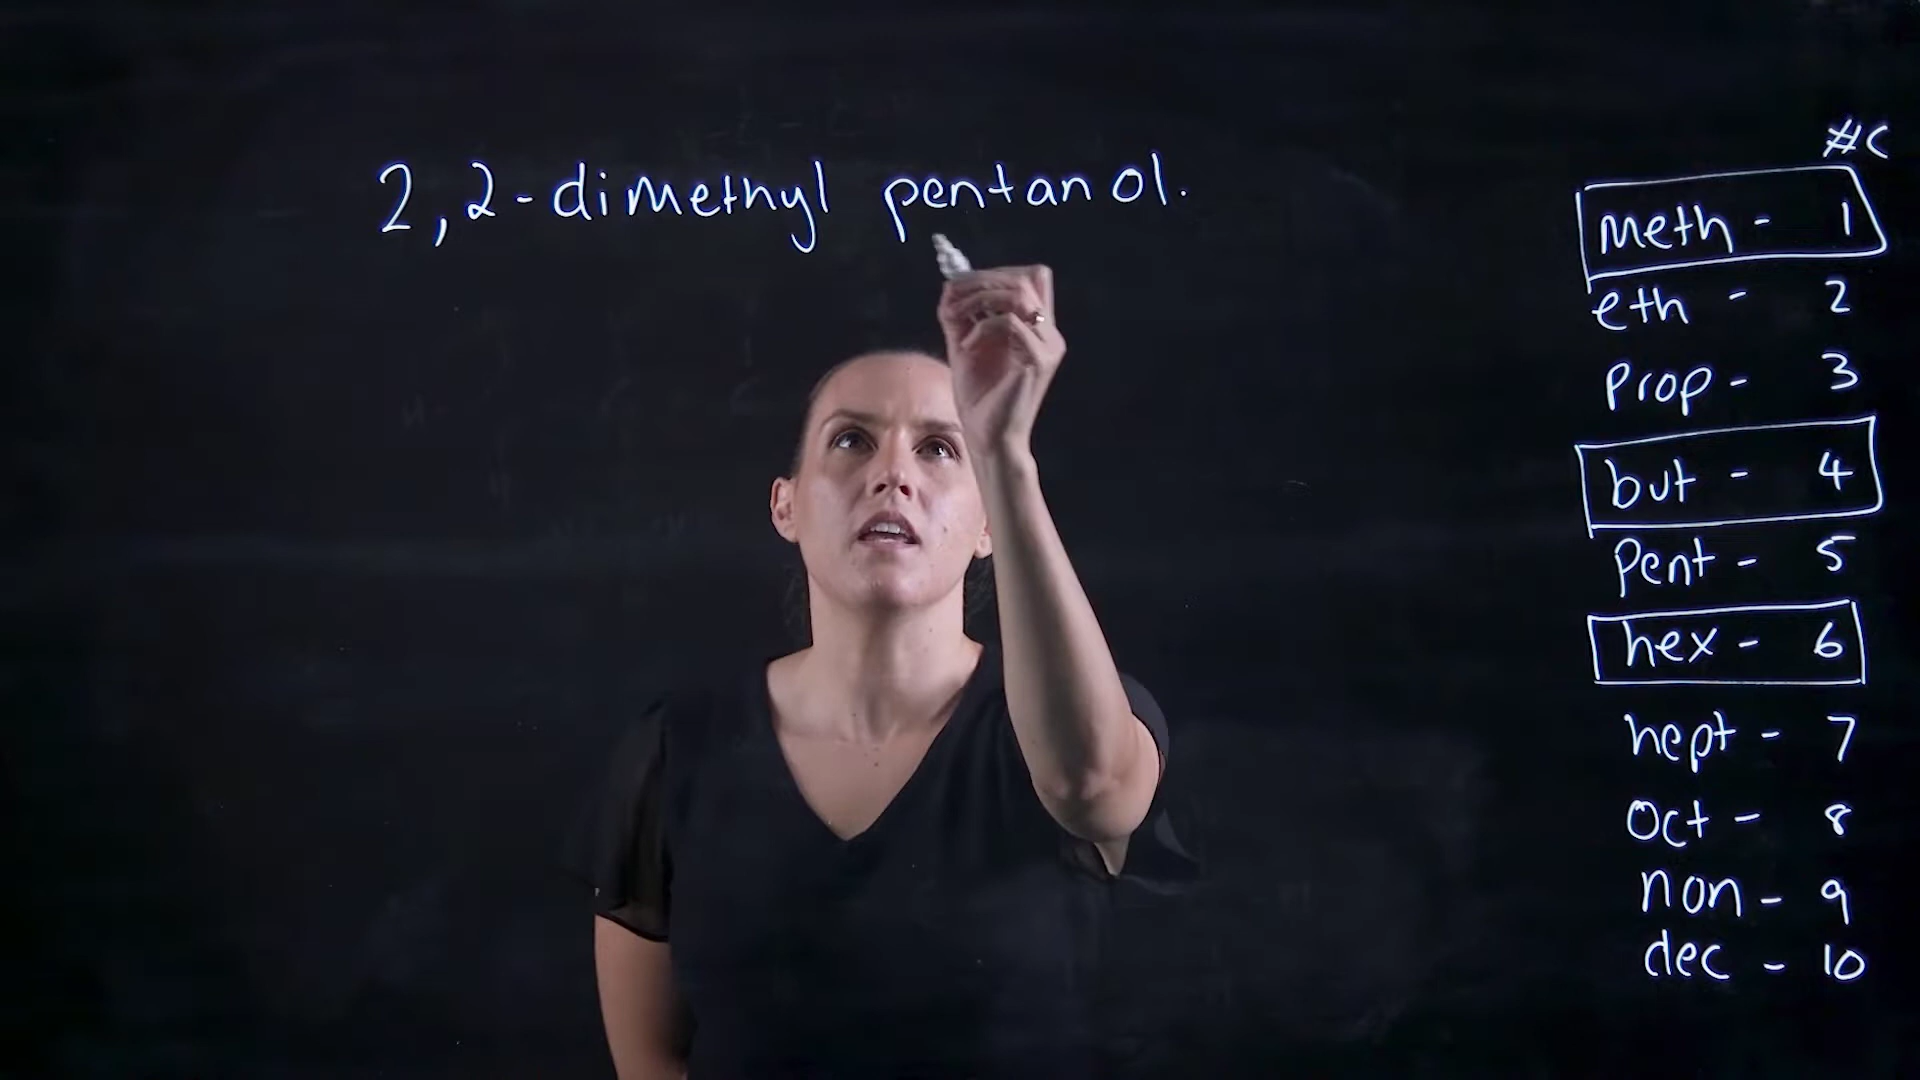 2,2-dimethyl pentanol.
#C
meth - 1
eth - 2
prop - 3
but - 4
pent - 5
hex - 6
hept - 7
oct - 8
non - 9
dec - 10